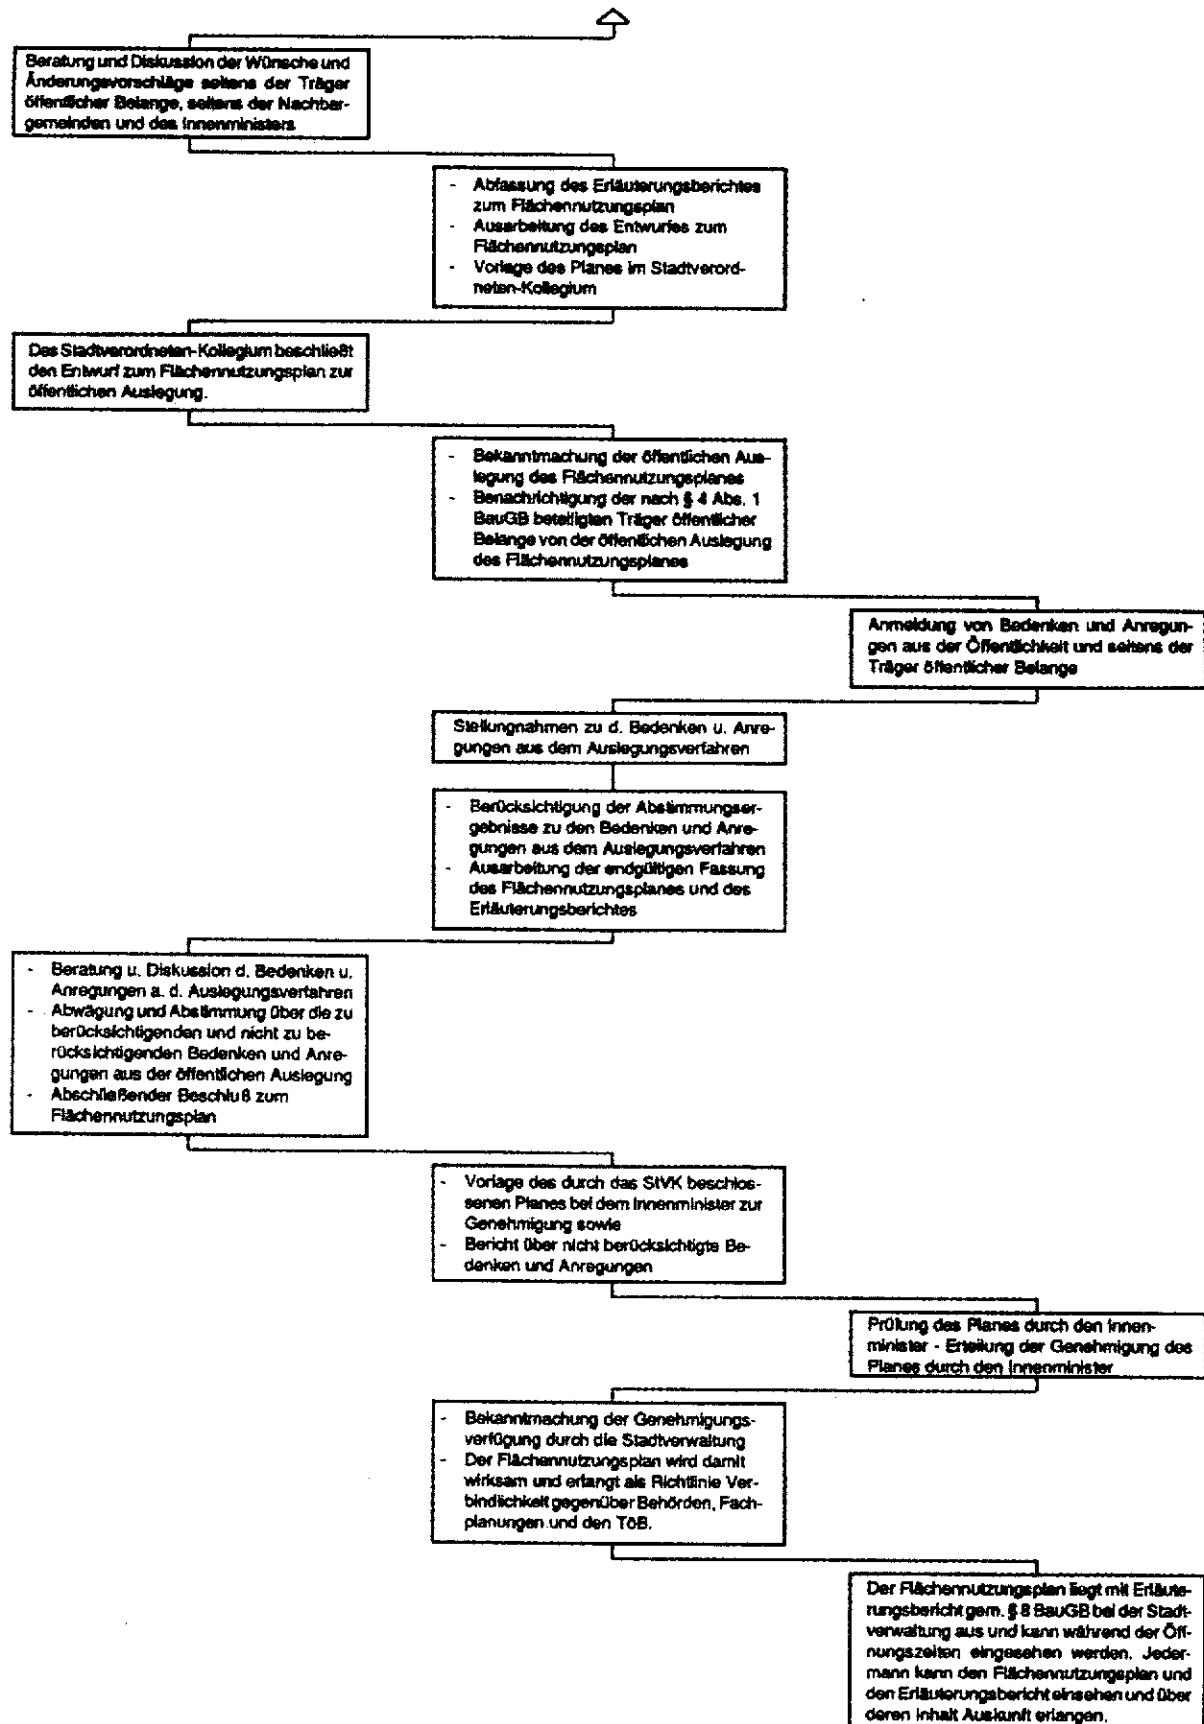 Beratung und Diskussion der Wünsche und
Änderungsvorschläge seitens der Träger
öffentlicher Belange, seitens der Nachbar-
gemeinden und des Innenministers
- Abfassung des Erläuterungsberichtes
zum Flächennutzungsplan
- Ausarbeitung des Entwurfes zum
Flächennutzungsplan
- Vorlage des Planes im Stadtverord-
neten-Kollegium
Das Stadtverordneten-Kollegium beschließt
den Entwurf zum Flächennutzungsplan zur
öffentlichen Auslegung.
- Bekanntmachung der öffentlichen Aus-
legung des Flächennutzungsplanes
- Benachrichtigung der nach § 4 Abs. 1
BauGB beteiligten Träger öffentlicher
Belange von der öffentlichen Auslegung
des Flächennutzungsplanes
Anmeldung von Bedenken und Anregun-
gen aus der Öffentlichkeit und seitens der
Träger öffentlicher Belange
Stellungnahmen zu d. Bedenken u. Anre-
gungen aus dem Auslegungsverfahren
- Berücksichtigung der Abstimmungser-
gebnisse zu den Bedenken und Anre-
gungen aus dem Auslegungsverfahren
- Ausarbeitung der endgültigen Fassung
des Flächennutzungsplanes und des
Erläuterungsberichtes
- Beratung u. Diskussion d. Bedenken u.
Anregungen a. d. Auslegungsverfahren
- Abwägung und Abstimmung über die zu
berücksichtigenden und nicht zu be-
rücksichtigenden Bedenken und Anre-
gungen aus der öffentlichen Auslegung
- Abschließender Beschluß zum
Flächennutzungsplan
- Vorlage des durch das StVK beschlos-
senen Planes bei dem Innenminister zur
Genehmigung sowie
- Bericht über nicht berücksichtigte Be-
denken und Anregungen
Prüfung des Planes durch den Innen-
minister - Erteilung der Genehmigung des
Planes durch den Innenminister
- Bekanntmachung der Genehmigungs-
verfügung durch die Stadtverwaltung
- Der Flächennutzungsplan wird damit
wirksam und erlangt als Richtlinie Ver-
bindlichkeit gegenüber Behörden, Fach-
planungen und den TöB.
Der Flächennutzungsplan liegt mit Erläute-
rungsbericht gem. § 8 BauGB bei der Stadt-
verwaltung aus und kann während der Öff-
nungszeiten eingesehen werden. Jeder-
mann kann den Flächennutzungsplan und
den Erläuterungsbericht einsehen und über
deren Inhalt Auskunft erlangen.